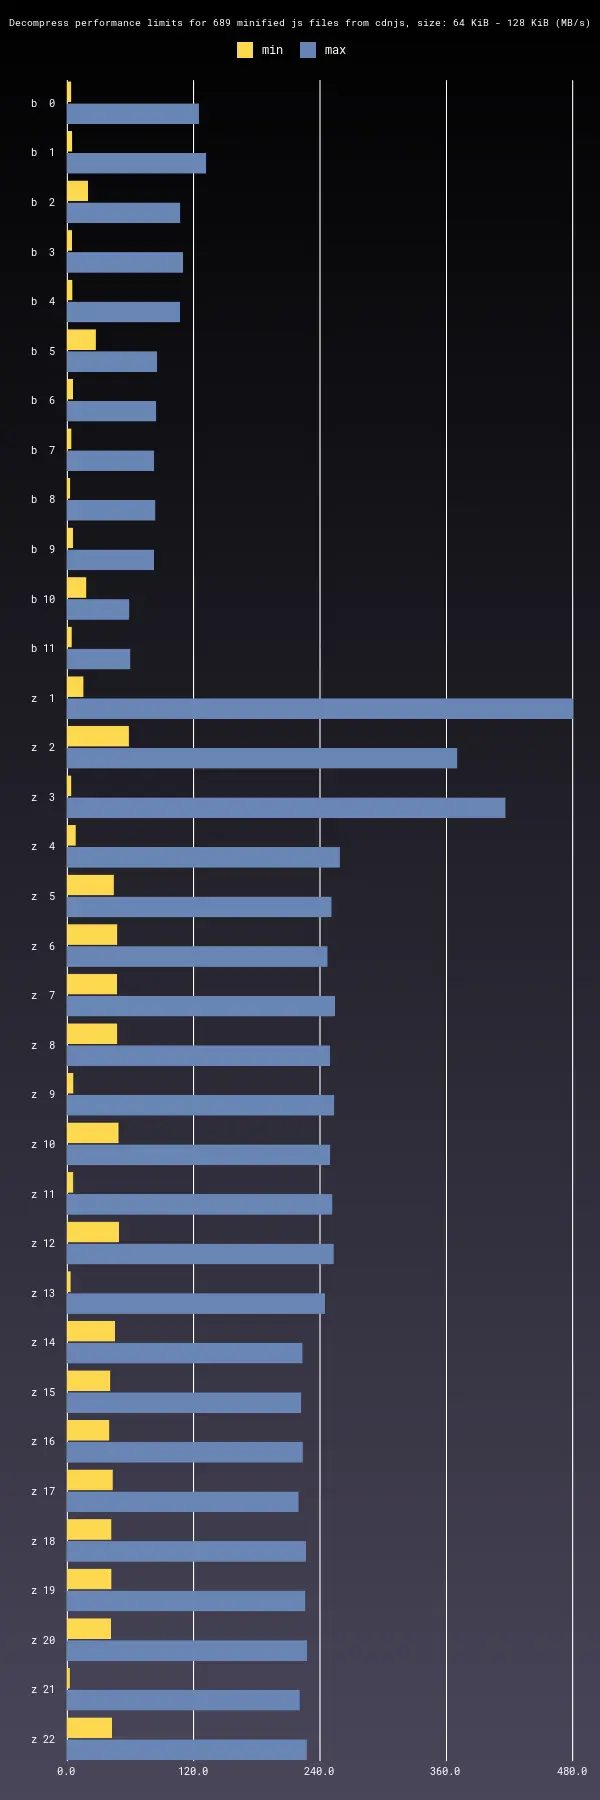 Decompress performance limits for 689 minified js files from cdnjs, size: 64 KiB - 128 KiB (MB/s)
min max
b 0
b 1
b 2
b 3
b 4
b 5
b 6
b 7
b 8
b 9
b 10
b 11
z 1
z 2
z 3
z 4
z 5
z 6
z 7
z 8
z 9
z 10
z 11
z 12
z 13
z 14
z 15
z 16
z 17
z 18
z 19
z 20
z 21
z 22
0.0 120.0 240.0 360.0 480.0